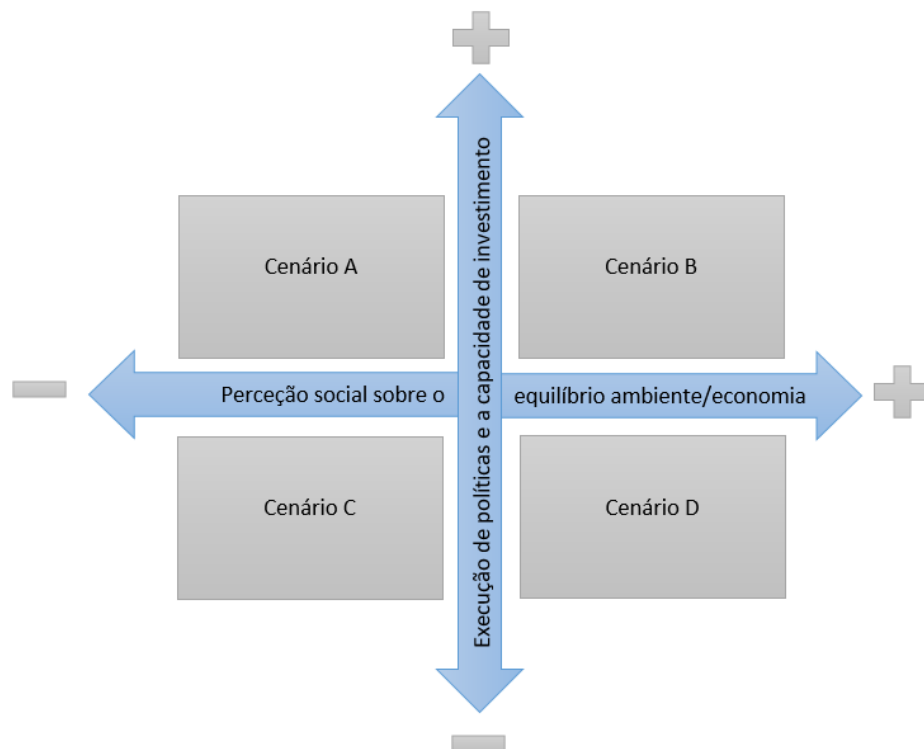 Cenário A
Cenário B
Perceção social sobre o equilíbrio ambiente/economia
Execução de políticas e a capacidade de investimento
Cenário C
Cenário D